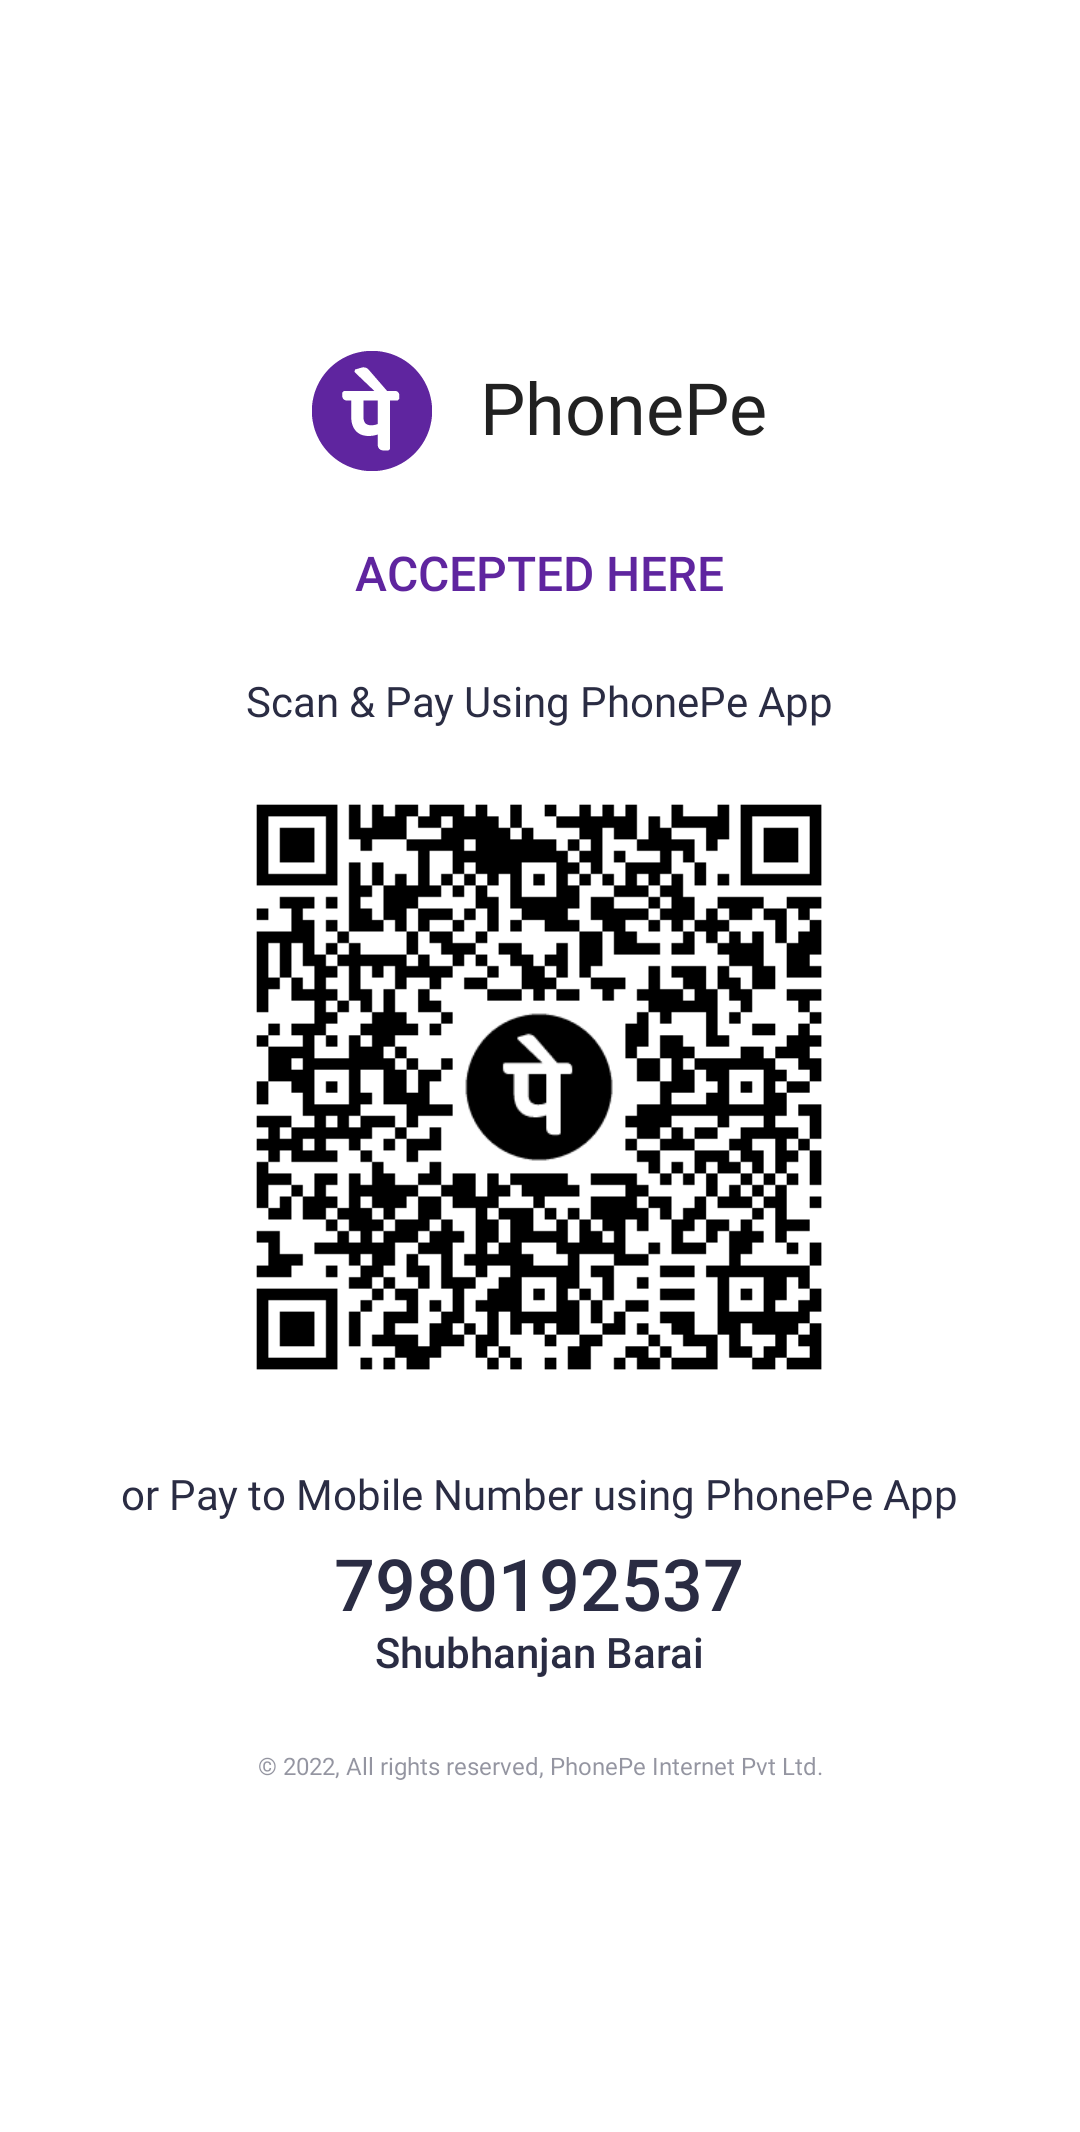 पे PhonePe
ACCEPTED HERE
Scan & Pay Using PhonePe App
पे
or Pay to Mobile Number using PhonePe App
7980192537
Shubhanjan Barai
© 2022, All rights reserved, PhonePe Internet Pvt Ltd.